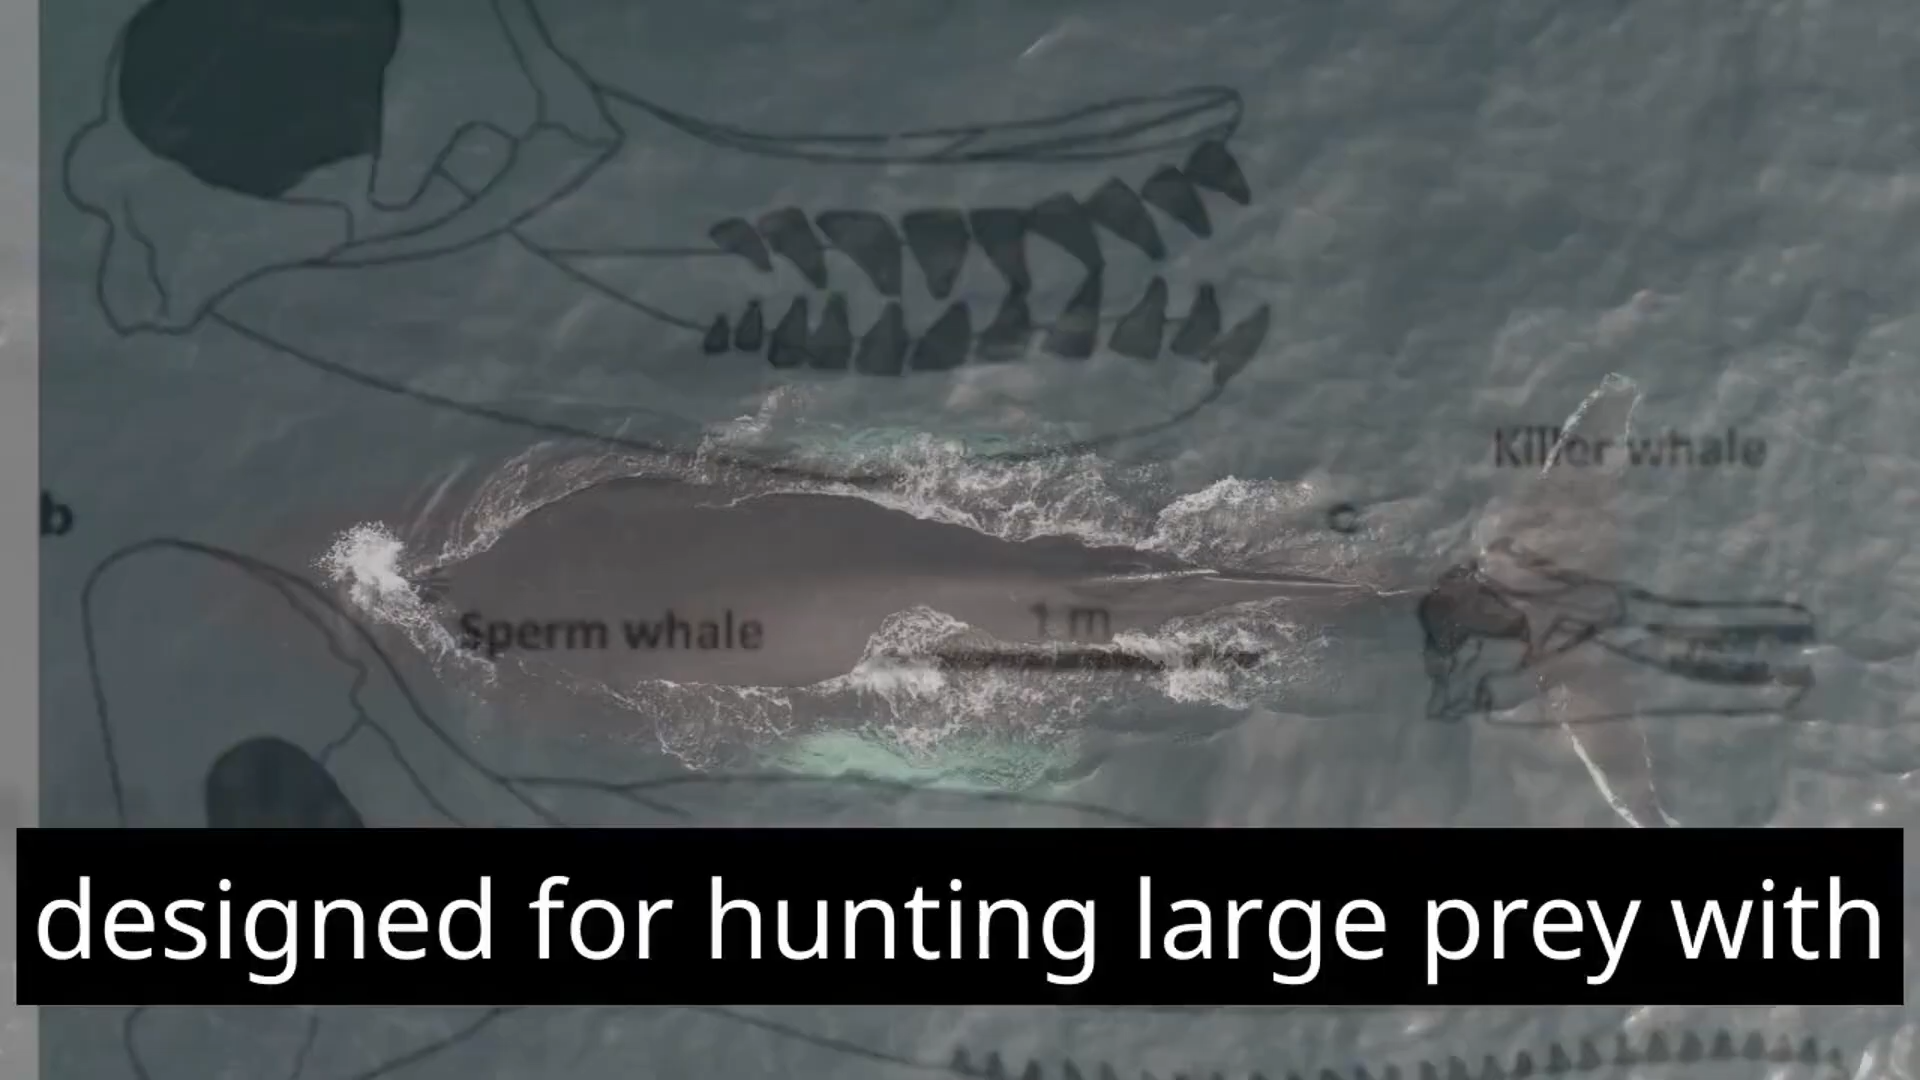 Killer whale
b
c
Sperm whale
1 m
designed for hunting large prey with